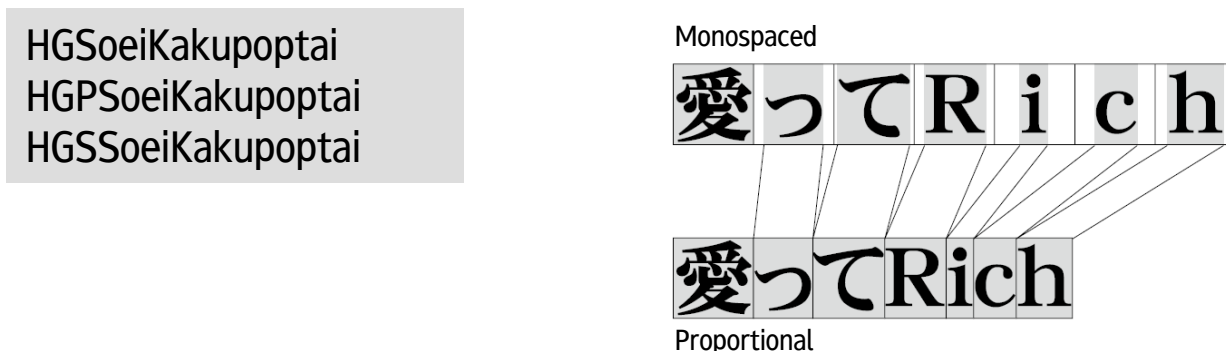 HGSoeiKakupoptai
HGPSoeiKakupoptai
HGSSoeiKakupoptai
Monospaced
愛ってRich
愛ってRich
Proportional